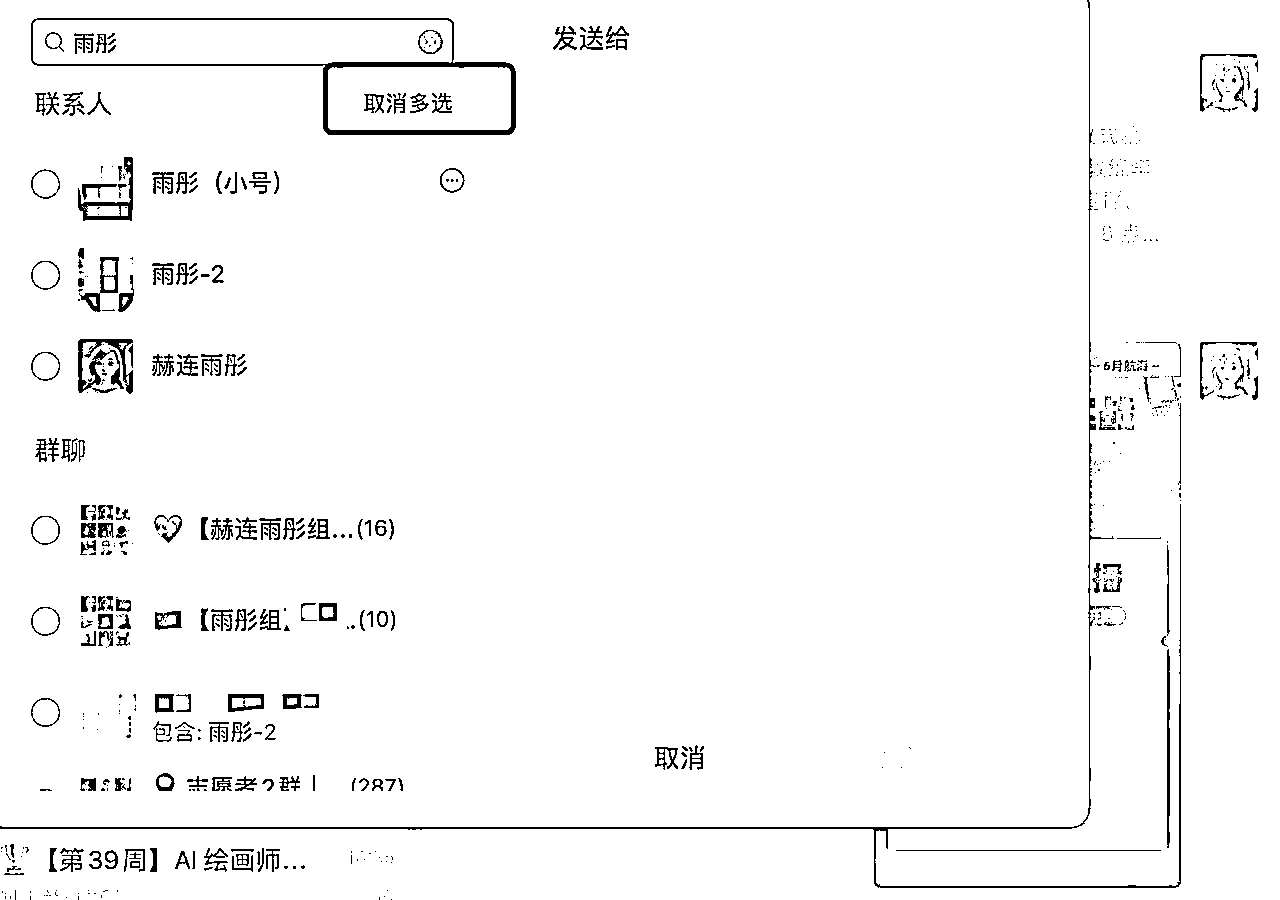 雨彤
发送给
联系人
取消多选
雨彤（小号）
雨彤-2
赫连雨彤
群聊
【赫连雨彤组...(16)
【雨彤组 ..(10)
包含: 雨彤-2
志愿者2群 (287)
取消
6月航海
播
【第39周】AI 绘画师...